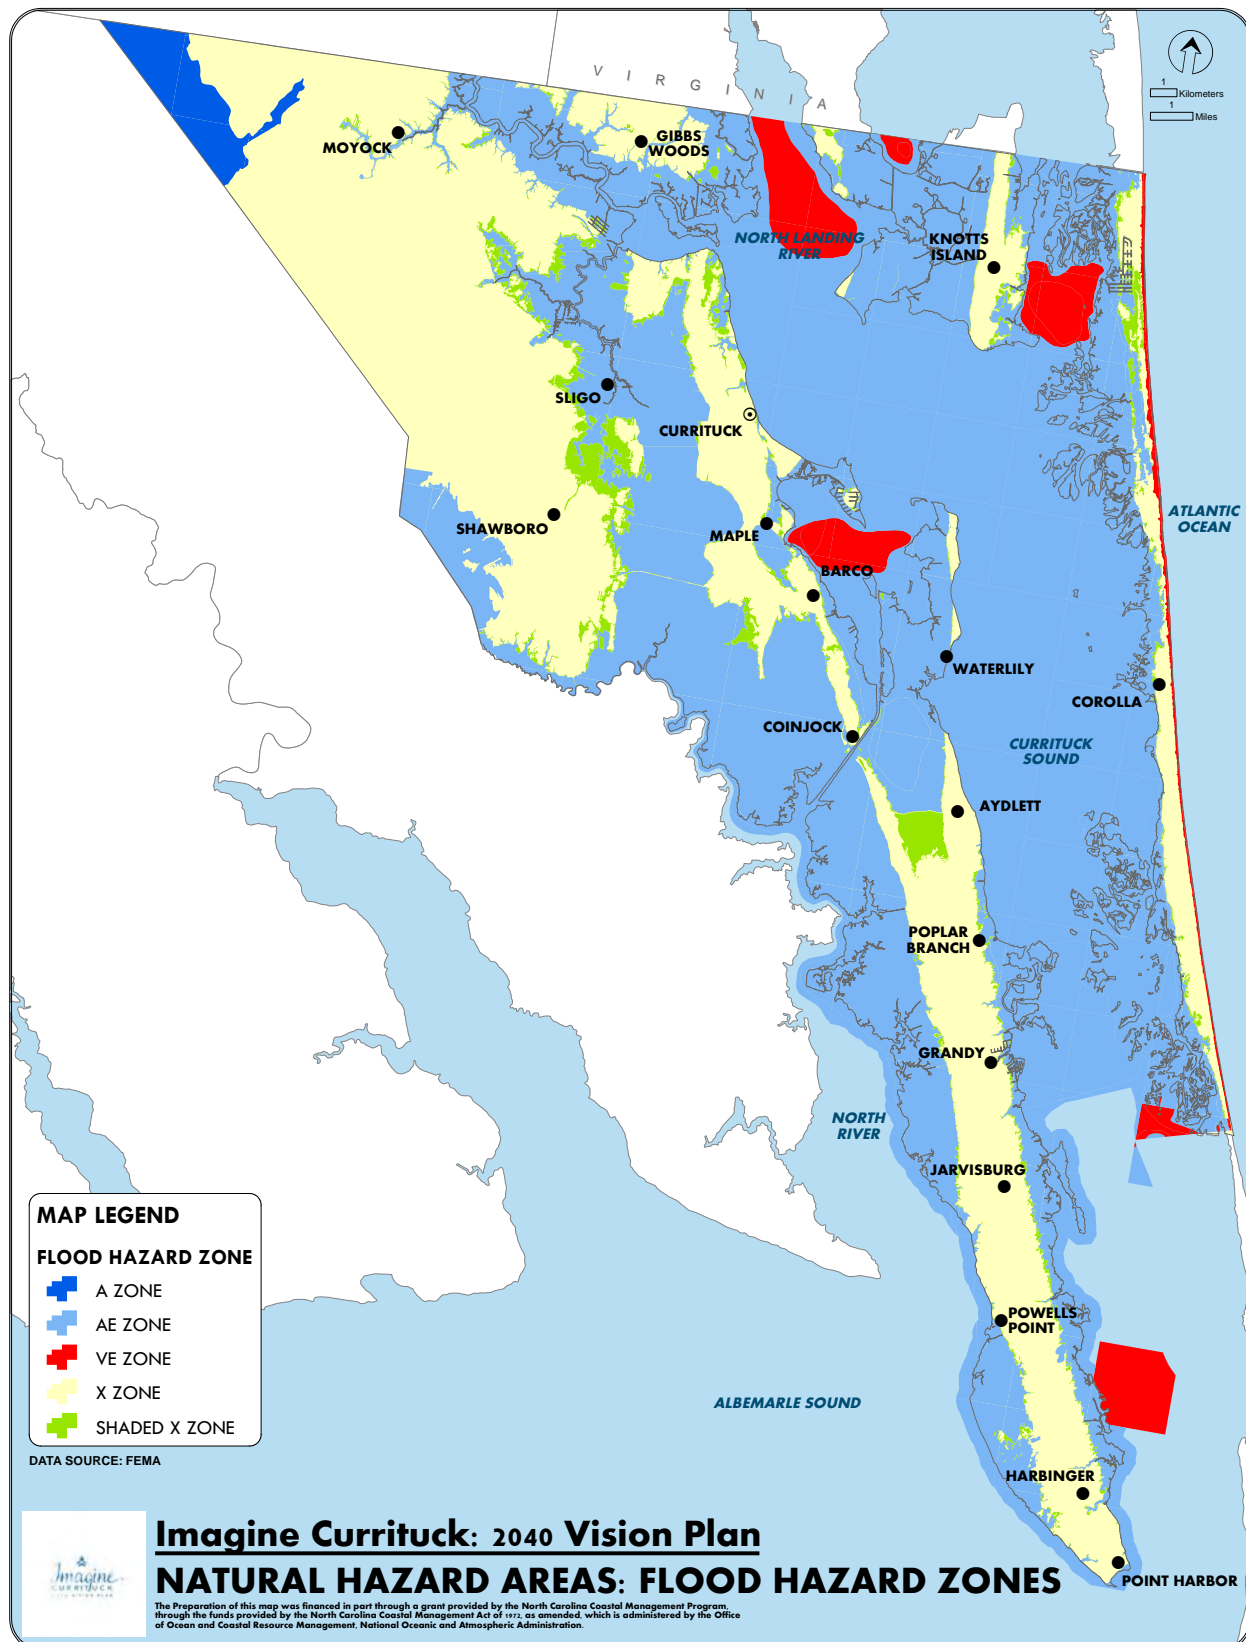 VIRGINIA
1
Kilometers
1
Miles
MOYOCK
GIBBS
WOODS
NORTH LANDING
RIVER
KNOTTS
ISLAND
SLIGO
CURRITUCK
SHAWBORO
MAPLE
BARCO
ATLANTIC
OCEAN
WATERLILY
COROLLA
COINJOCK
CURRITUCK
SOUND
AYDLETT
POPLAR
BRANCH
GRANDY
NORTH
RIVER
JARVISBURG
POWELLS
POINT
ALBEMARLE SOUND
HARBINGER
POINT HARBOR
MAP LEGEND
FLOOD HAZARD ZONE
A ZONE
AE ZONE
VE ZONE
X ZONE
SHADED X ZONE
DATA SOURCE: FEMA
Imagine
CURRITUCK
Imagine Currituck: 2040 Vision Plan
NATURAL HAZARD AREAS: FLOOD HAZARD ZONES
The Preparation of this map was financed in part through a grant provided by the North Carolina Coastal Management Program,
through the funds provided by the North Carolina Coastal Management Act of 1972, as amended, which is administered by the Office
of Ocean and Coastal Resource Management, National Oceanic and Atmospheric Administration.